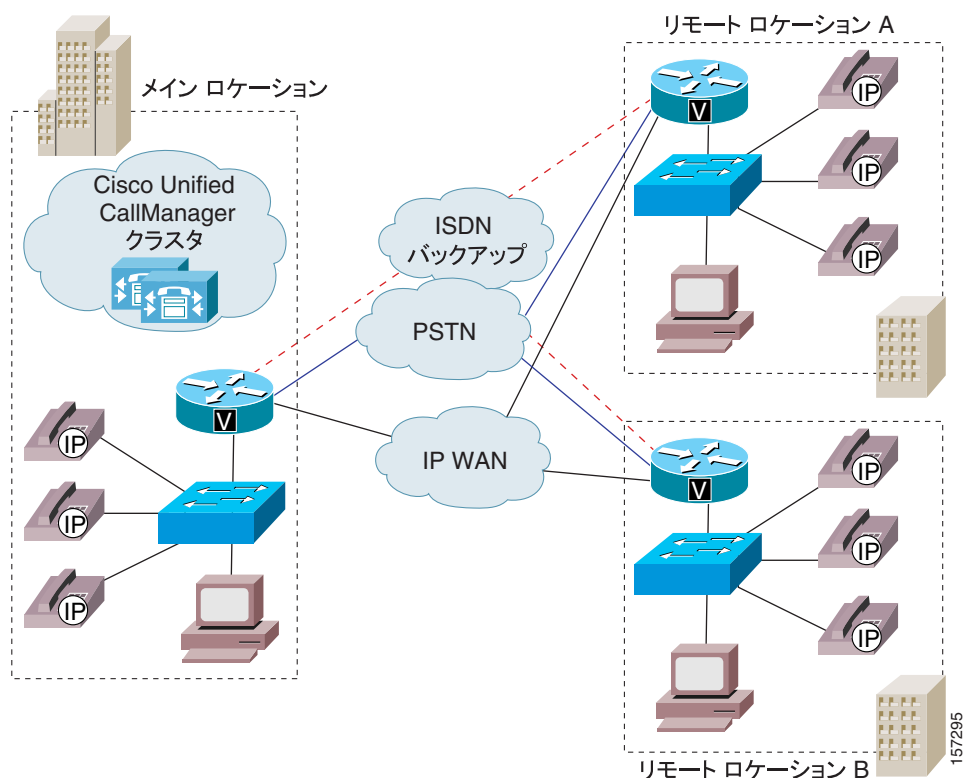 リモート ロケーション A
メイン ロケーション
Cisco Unified
CallManager
クラスタ
ISDN
バックアップ
PSTN
IP WAN
V
IP
IP
IP
V
IP
IP
IP
V
IP
IP
IP
リモート ロケーション B
157295